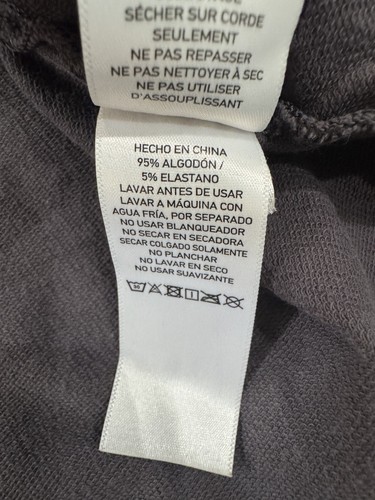 SÉCHER SUR CORDE
SEULEMENT
NE PAS REPASSER
NE PAS NETTOYER À SEC
NE PAS UTILISER
D'ASSOUPLISSANT
HECHO EN CHINA
95% ALGODÓN /
5% ELASTANO
LAVAR ANTES DE USAR
LAVAR A MÁQUINA CON
AGUA FRÍA, POR SEPARADO
NO USAR BLANQUEADOR
NO SECAR EN SECADORA
SECAR COLGADO SOLAMENTE
NO PLANCHAR
NO LAVAR EN SECO
NO USAR SUAVIZANTE